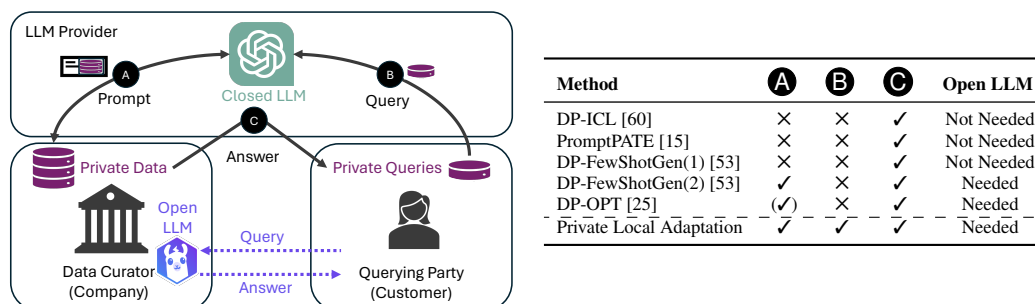 LLM Provider
A
B
Prompt
Closed LLM
Query
C
Private Data
Answer
Private Queries
Open
LLM
Query
Data Curator
(Company)
Answer
Querying Party
(Customer)
Method A B C Open LLM
DP-ICL [60] × × ✓ Not Needed
PromptPATE [15] × × ✓ Not Needed
DP-FewShotGen(1) [53] × × ✓ Not Needed
DP-FewShotGen(2) [53] ✓ × ✓ Needed
DP-OPT [25] (✓) × ✓ Needed
Private Local Adaptation ✓ ✓ ✓ Needed